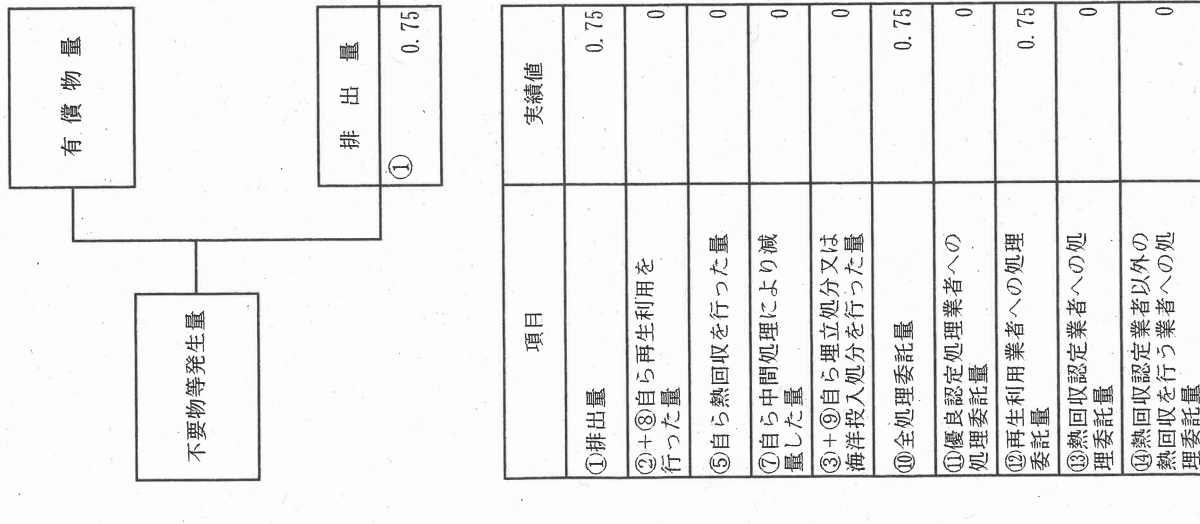 有償物量
不要物等発生量
排出量
①
0.75
項目
実績値
①排出量
0.75
②+⑧自ら再生利用を
行った量
0
⑤自ら熱回収を行った量
0
⑦自ら中間処理により減
量した量
0
③+⑨自ら埋立処分又は
海洋投入処分を行った量
0
⑩全処理委託量
0.75
⑪優良認定処理業者への
処理委託量
0
⑫再生利用業者への処理
委託量
0.75
⑬熱回収認定業者への処
理委託量
0
⑭熱回収認定業者以外の
熱回収を行う業者への処
理委託量
0